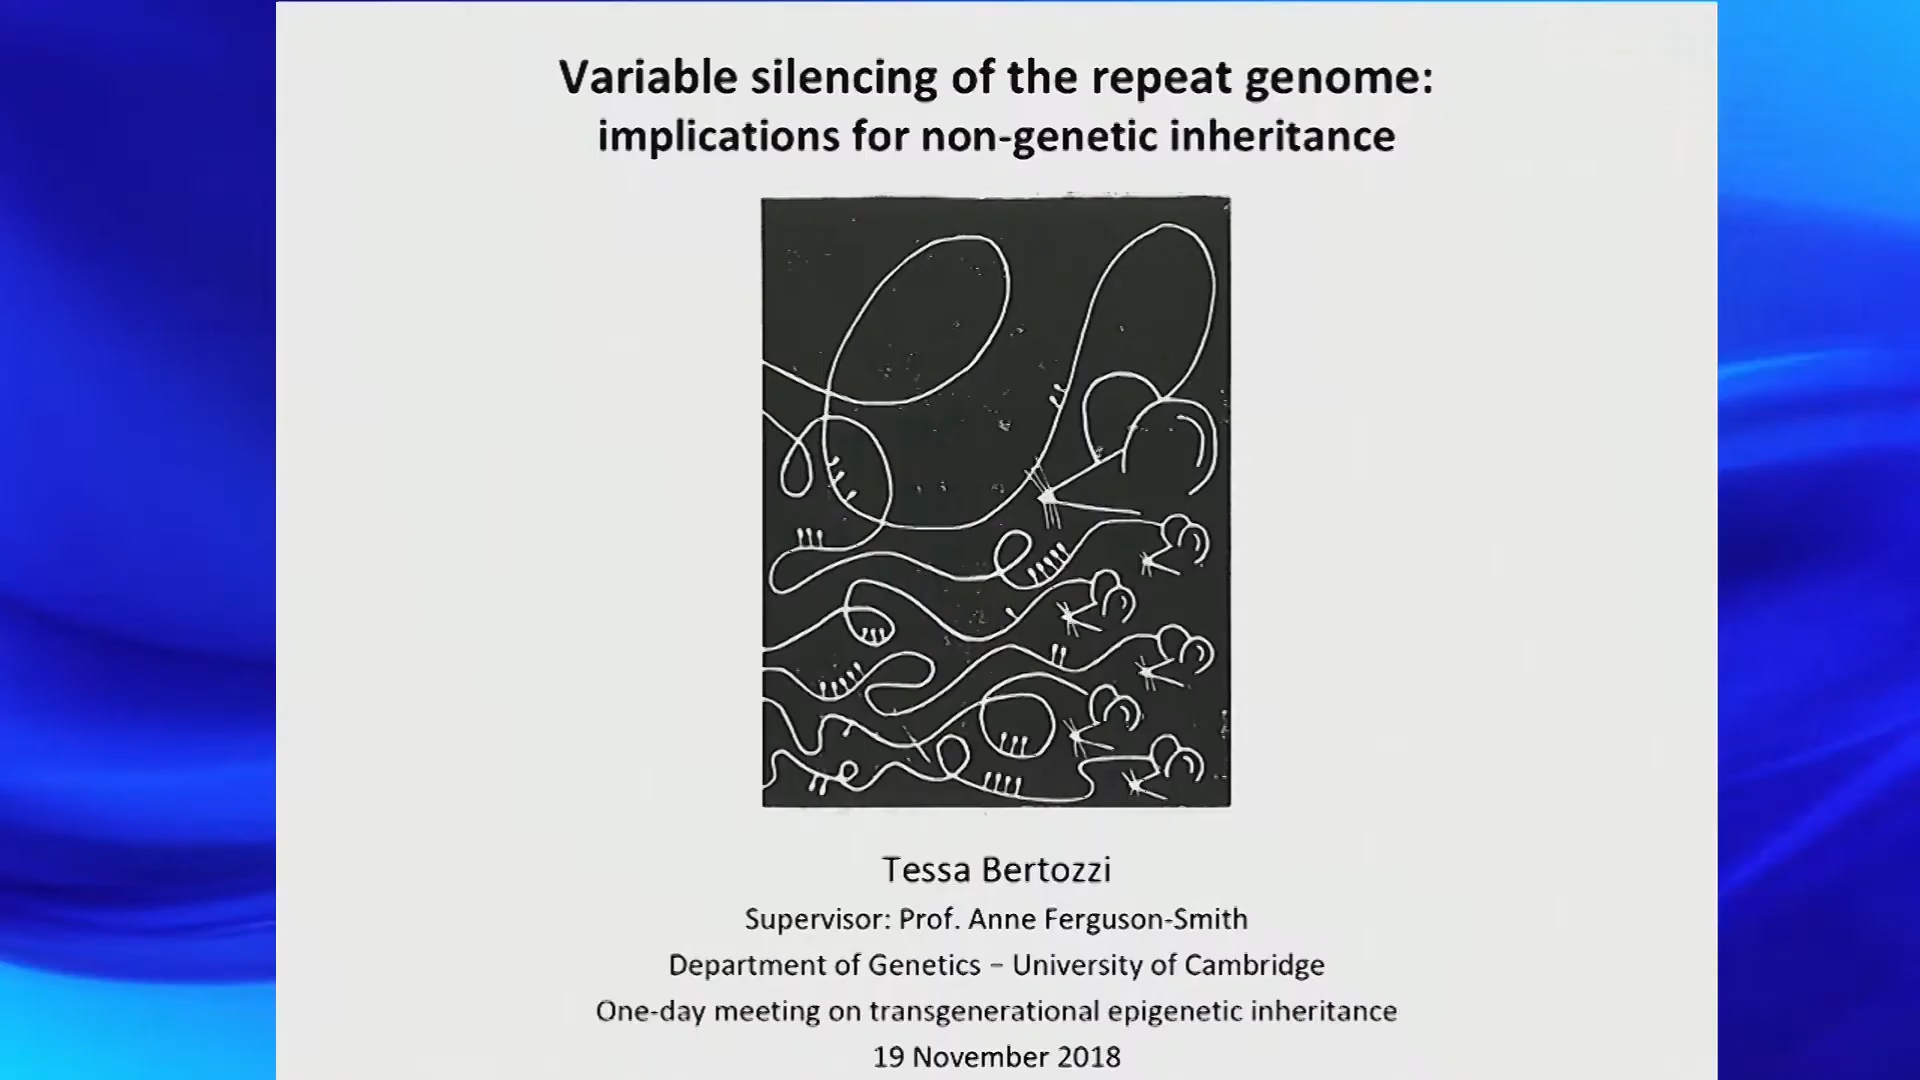 Variable silencing of the repeat genome:
implications for non-genetic inheritance
Tessa Bertozzi
Supervisor: Prof. Anne Ferguson-Smith
Department of Genetics – University of Cambridge
One-day meeting on transgenerational epigenetic inheritance
19 November 2018